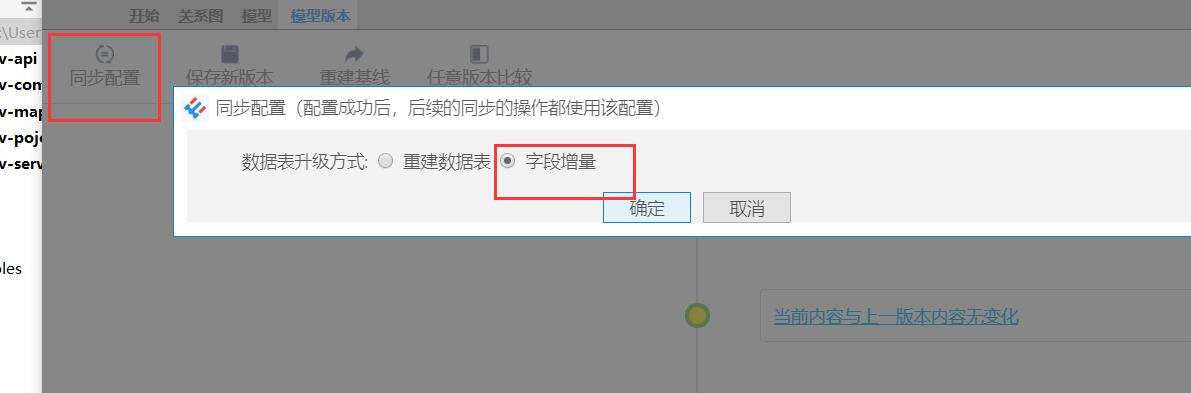 开始 关系图 模型 模型版本
:\User
同步配置 保存新版本 重建基线 任意版本比较
v-api
v-com
v-map
v-pojo
v-serv
同步配置（配置成功后，后续的同步的操作都使用该配置）
数据表升级方式: 重建数据表 字段增量
确定 取消
oles
当前内容与上一版本内容无变化